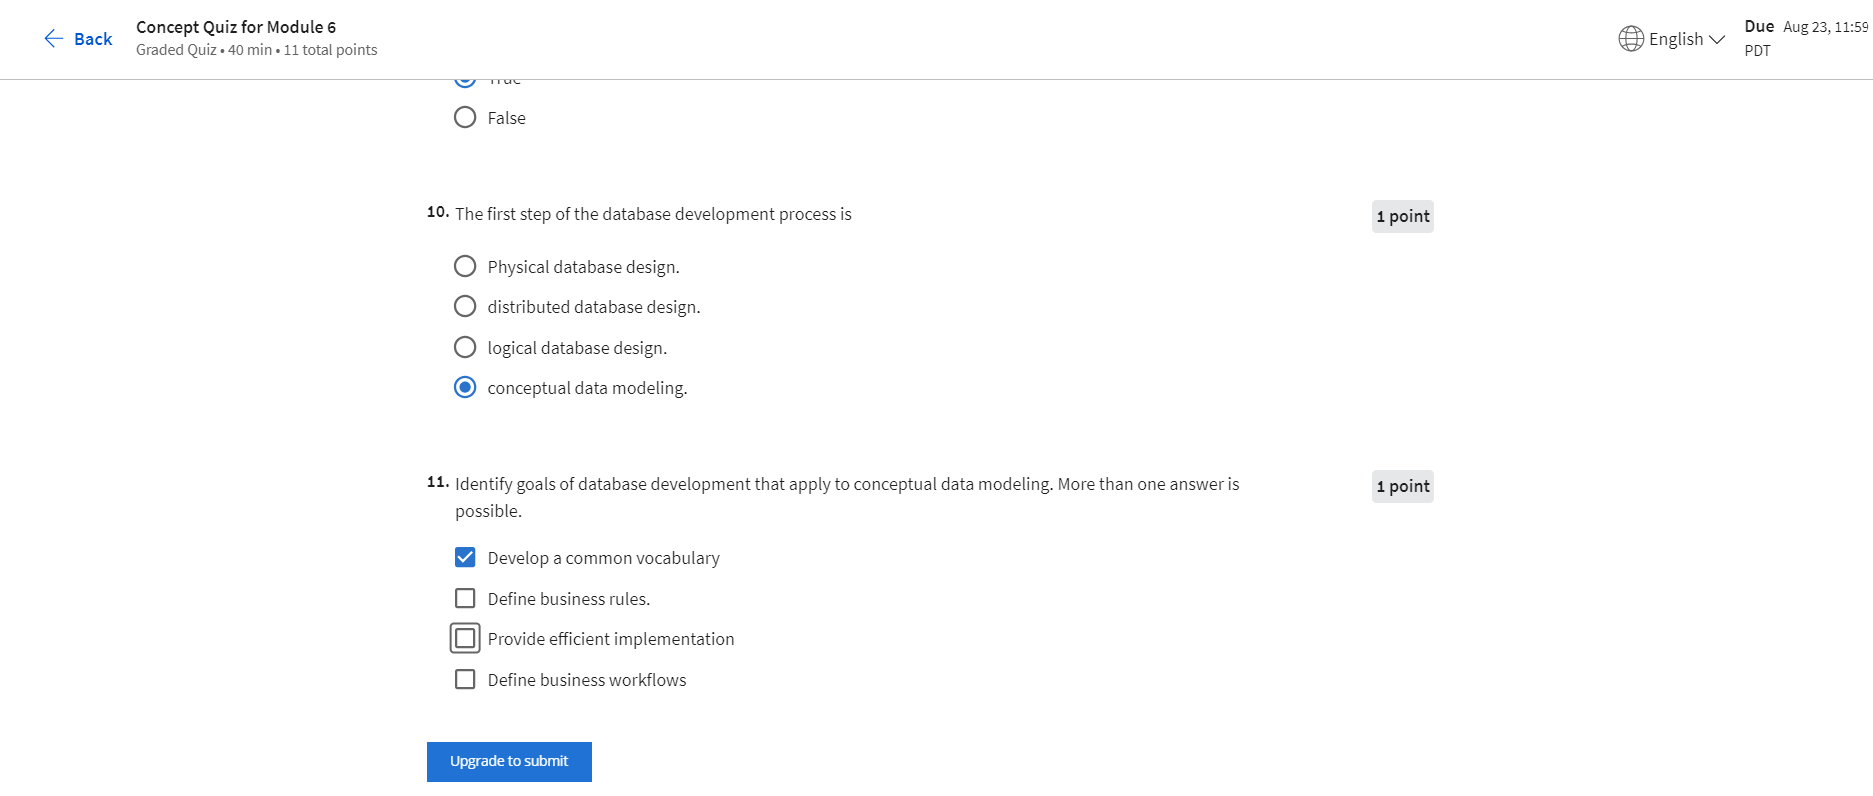 Back
Concept Quiz for Module 6
Graded Quiz • 40 min • 11 total points
English
Due Aug 23, 11:59
PDT
True
False
10. The first step of the database development process is
1 point
Physical database design.
distributed database design.
logical database design.
conceptual data modeling.
11. Identify goals of database development that apply to conceptual data modeling. More than one answer is
possible.
1 point
Develop a common vocabulary
Define business rules.
Provide efficient implementation
Define business workflows
Upgrade to submit